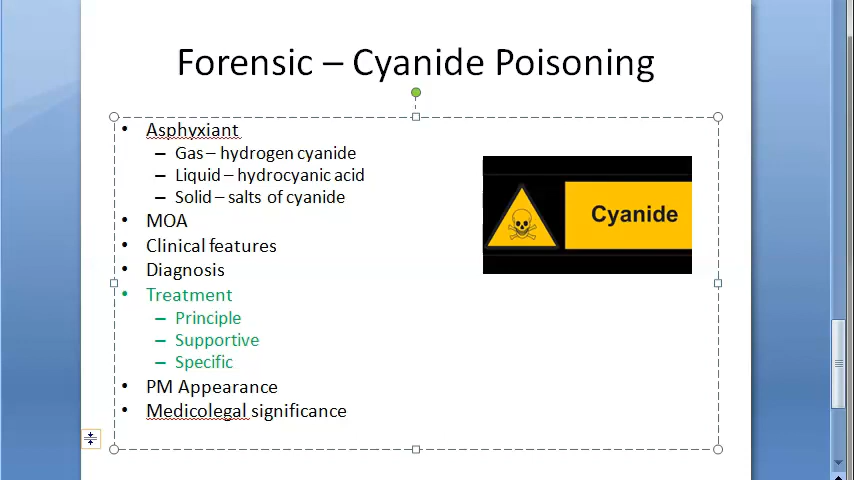 Forensic – Cyanide Poisoning
• Asphyxiant
– Gas – hydrogen cyanide
– Liquid – hydrocyanic acid
– Solid – salts of cyanide
• MOA
• Clinical features
• Diagnosis
• Treatment
– Principle
– Supportive
– Specific
• PM Appearance
• Medicolegal significance
Cyanide